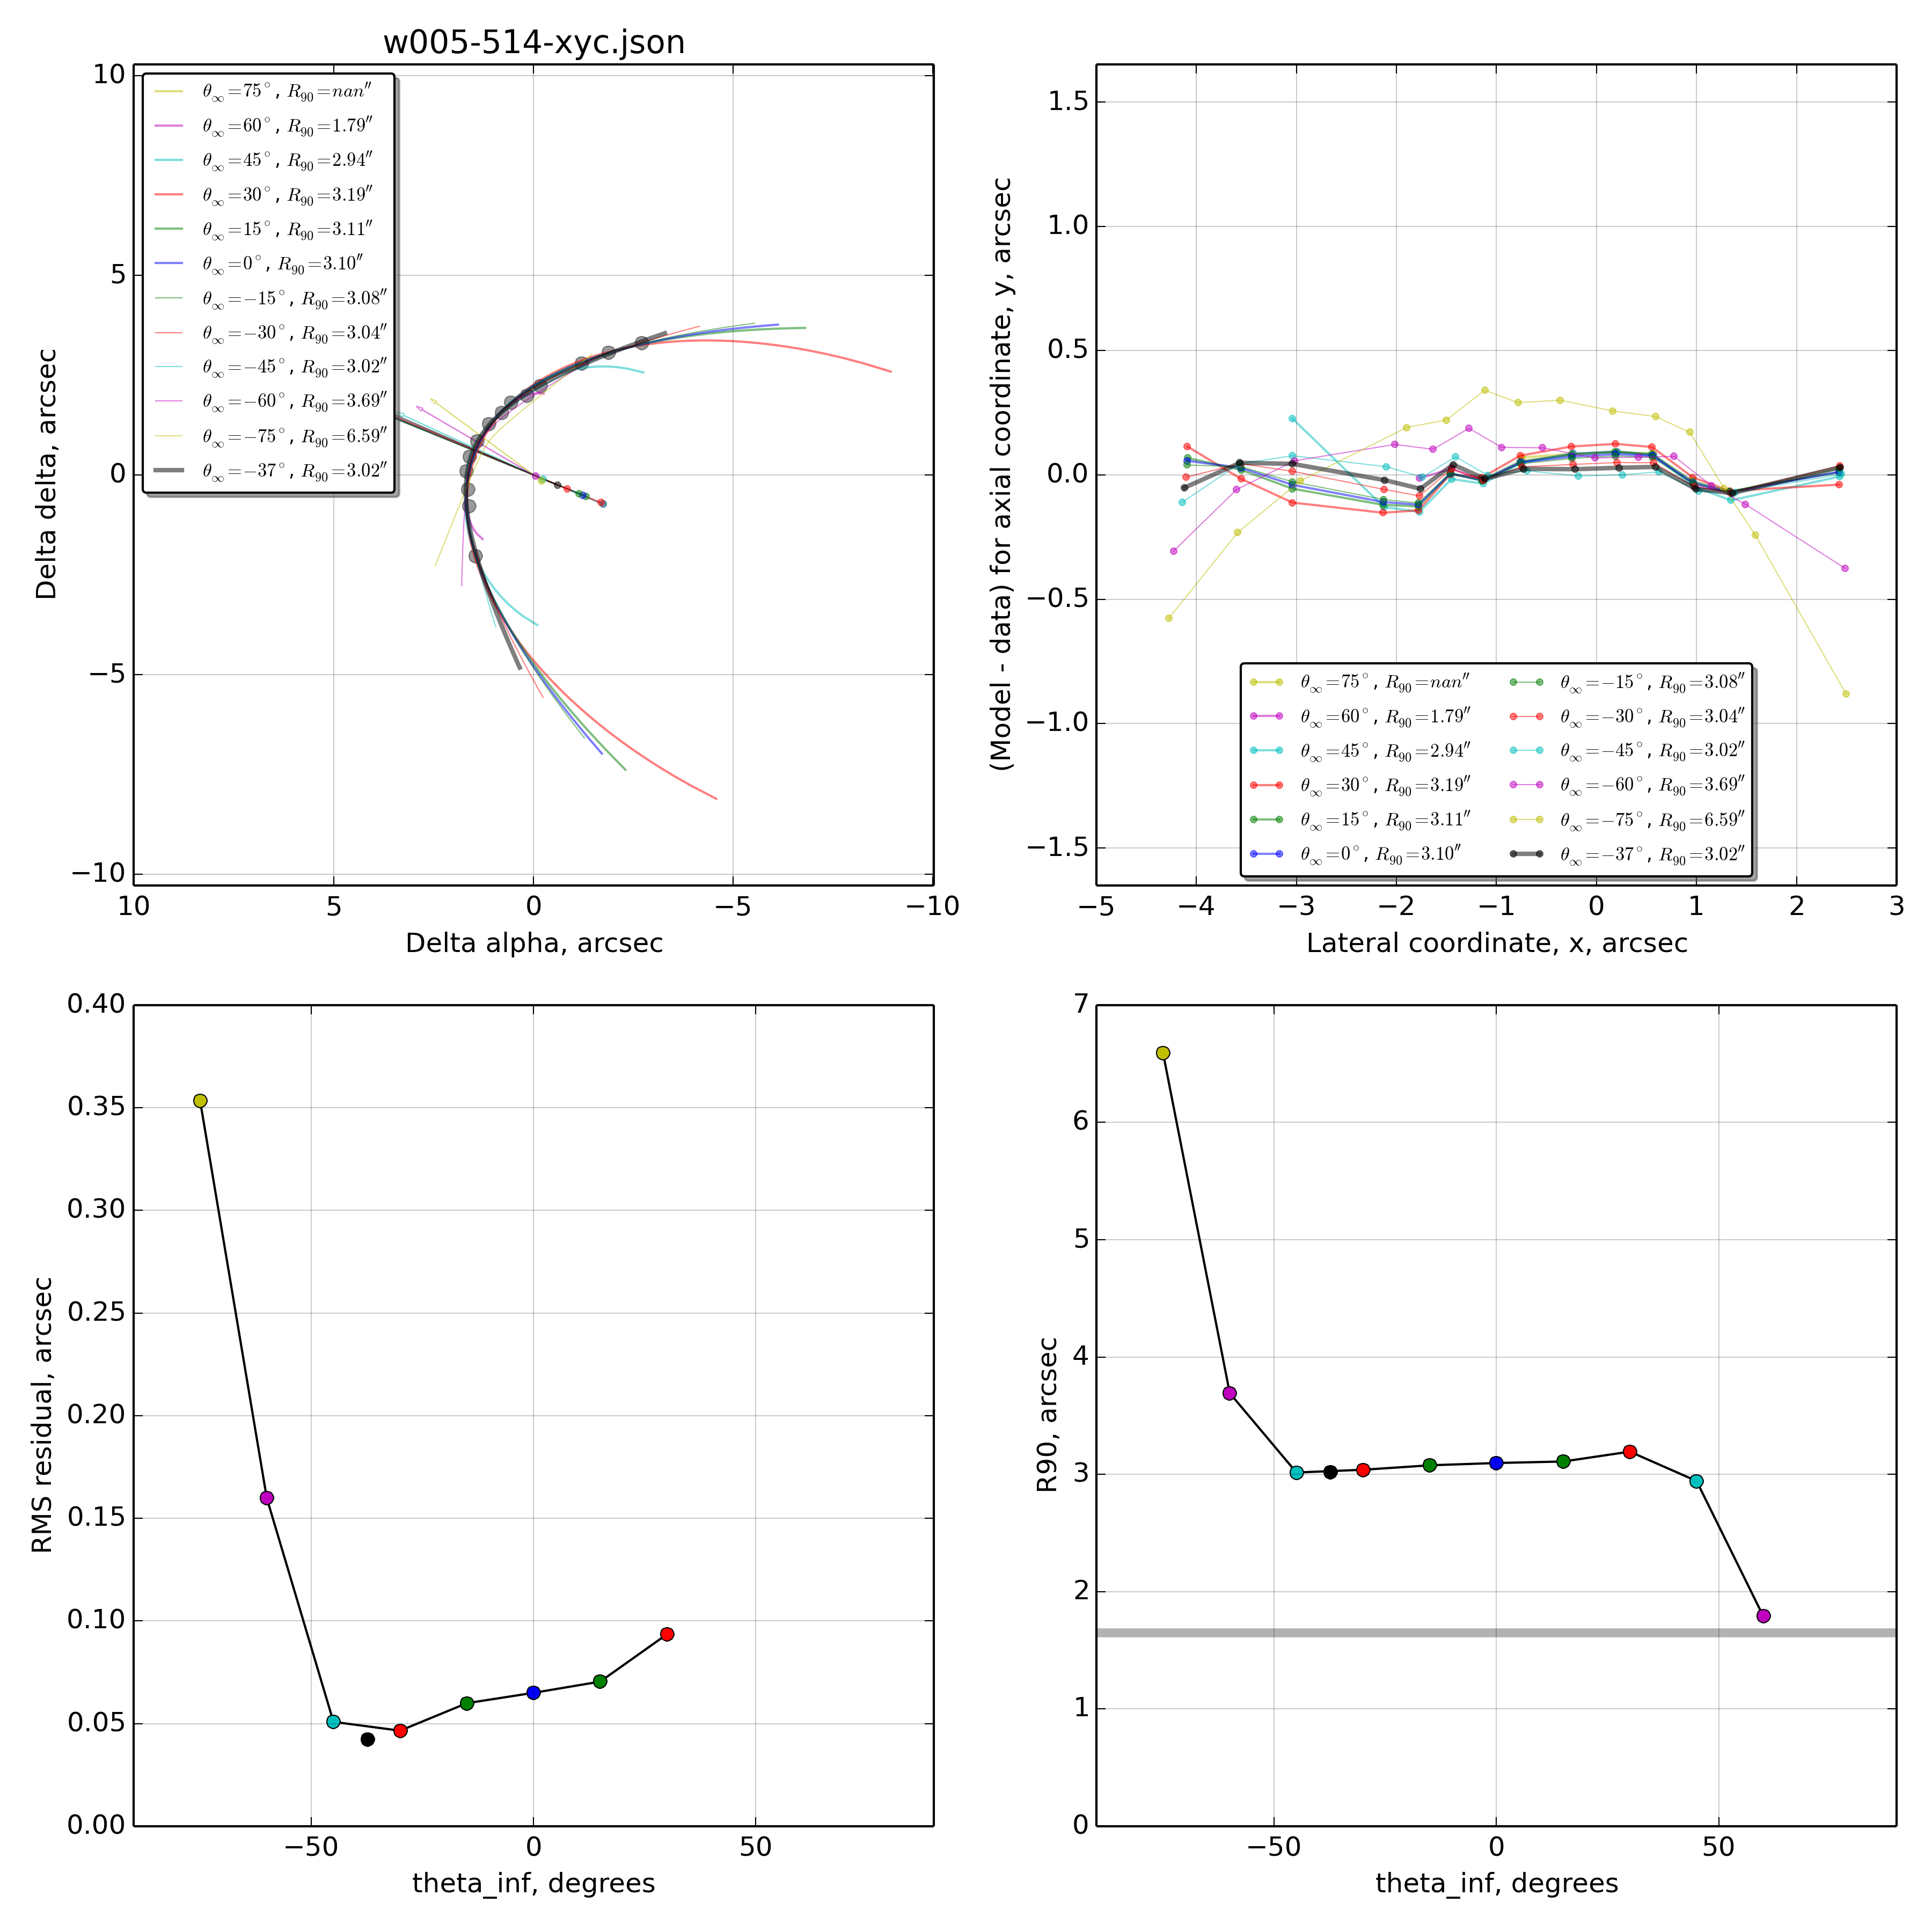 w005-514-xyc.json
10
5
0
−5
−10
θ∞=75°, R90=nan″
θ∞=60°, R90=1.79″
θ∞=45°, R90=2.94″
θ∞=30°, R90=3.19″
θ∞=15°, R90=3.11″
θ∞=0°, R90=3.10″
θ∞=−15°, R90=3.08″
θ∞=−30°, R90=3.04″
θ∞=−45°, R90=3.02″
θ∞=−60°, R90=3.69″
θ∞=−75°, R90=6.59″
θ∞=−37°, R90=3.02″
Delta delta, arcsec
10 5 0 −5 −10
Delta alpha, arcsec
1.5
1.0
0.5
0.0
−0.5
−1.0
−1.5
(Model - data) for axial coordinate, y, arcsec
θ∞=75°, R90=nan″
θ∞=60°, R90=1.79″
θ∞=45°, R90=2.94″
θ∞=30°, R90=3.19″
θ∞=15°, R90=3.11″
θ∞=0°, R90=3.10″
θ∞=−15°, R90=3.08″
θ∞=−30°, R90=3.04″
θ∞=−45°, R90=3.02″
θ∞=−60°, R90=3.69″
θ∞=−75°, R90=6.59″
θ∞=−37°, R90=3.02″
−5 −4 −3 −2 −1 0 1 2 3
Lateral coordinate, x, arcsec
0.40
0.35
0.30
0.25
0.20
0.15
0.10
0.05
0.00
RMS residual, arcsec
−50 0 50
theta_inf, degrees
7
6
5
4
3
2
1
0
R90, arcsec
−50 0 50
theta_inf, degrees